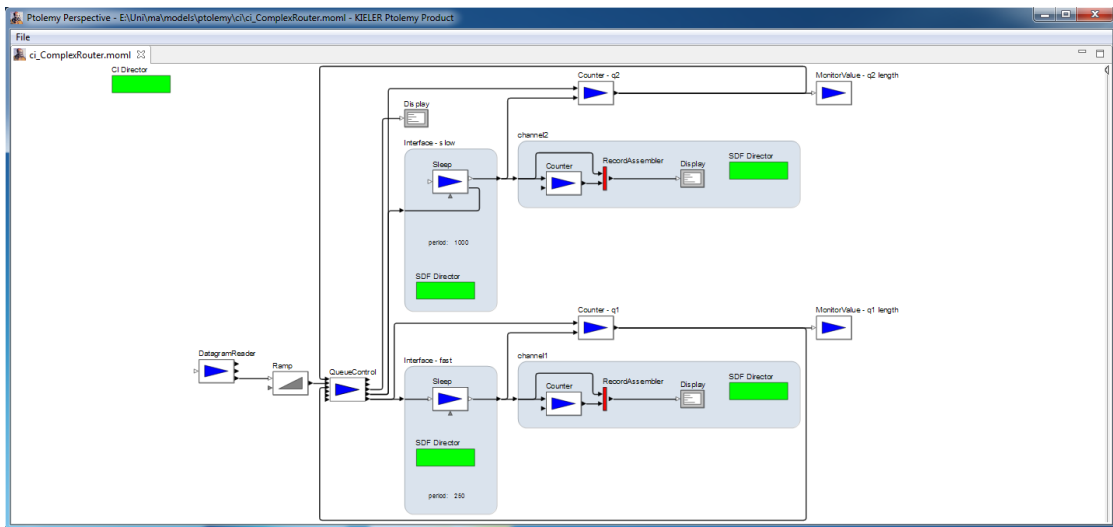 Ptolemy Perspective - E:\Uni\ma\models\ptolemy\ci\ci_ComplexRouter.moml - KIELER Ptolemy Product
File
ci_ComplexRouter.moml
CI Director
Counter - q2
MonitorValue - q2 length
Display
Interface - slow
channel2
Sleep
Counter
RecordAssembler
Display
SDF Director
period: 1000
SDF Director
Counter - q1
MonitorValue - q1 length
DatagramReader
Ramp
QueueControl
Interface - fast
channel1
Sleep
Counter
RecordAssembler
Display
SDF Director
SDF Director
period: 250